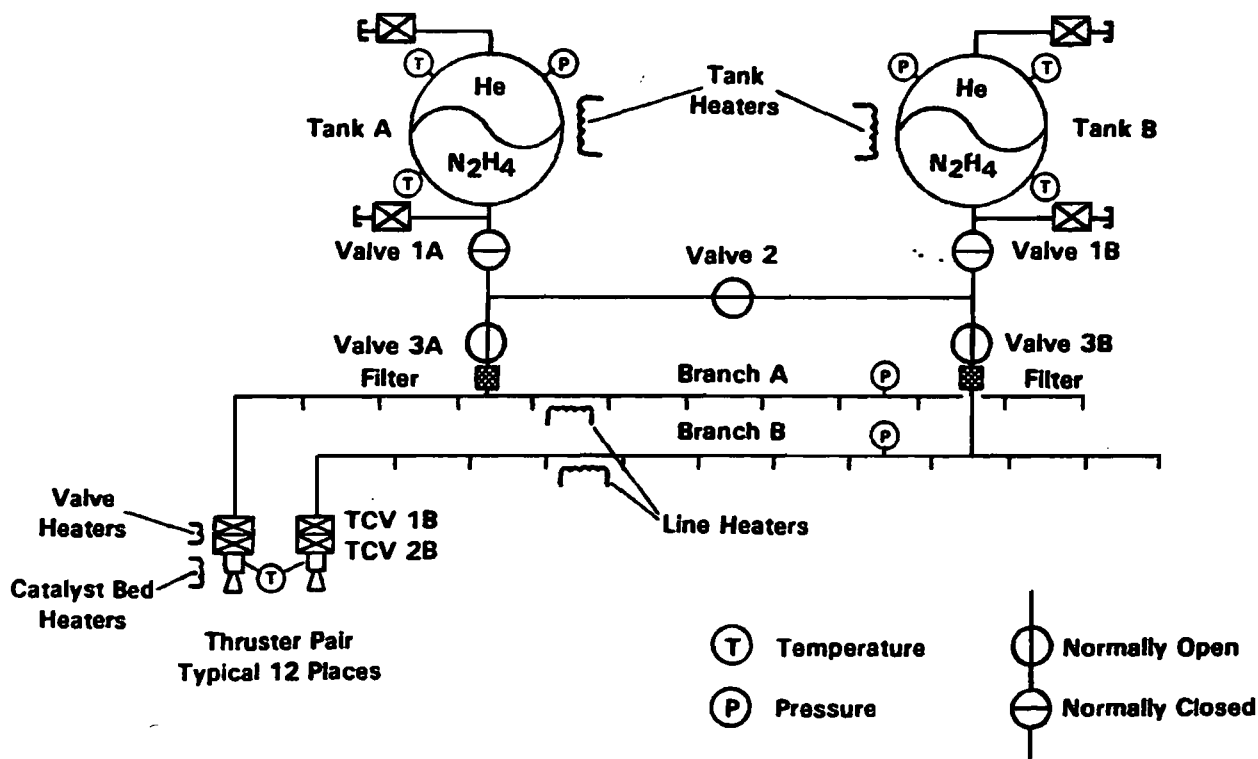 T
He
P
Tank A
N2H4
T
Tank
Heaters
P
He
T
Tank B
N2H4
T
Valve 1A
Valve 2
Valve 1B
Valve 3A
Valve 3B
Filter
Branch A
P
Filter
Branch B
P
Valve
Heaters
TCV 1B
TCV 2B
Line Heaters
Catalyst Bed
Heaters
T
Thruster Pair
Typical 12 Places
T Temperature
Normally Open
P Pressure
Normally Closed